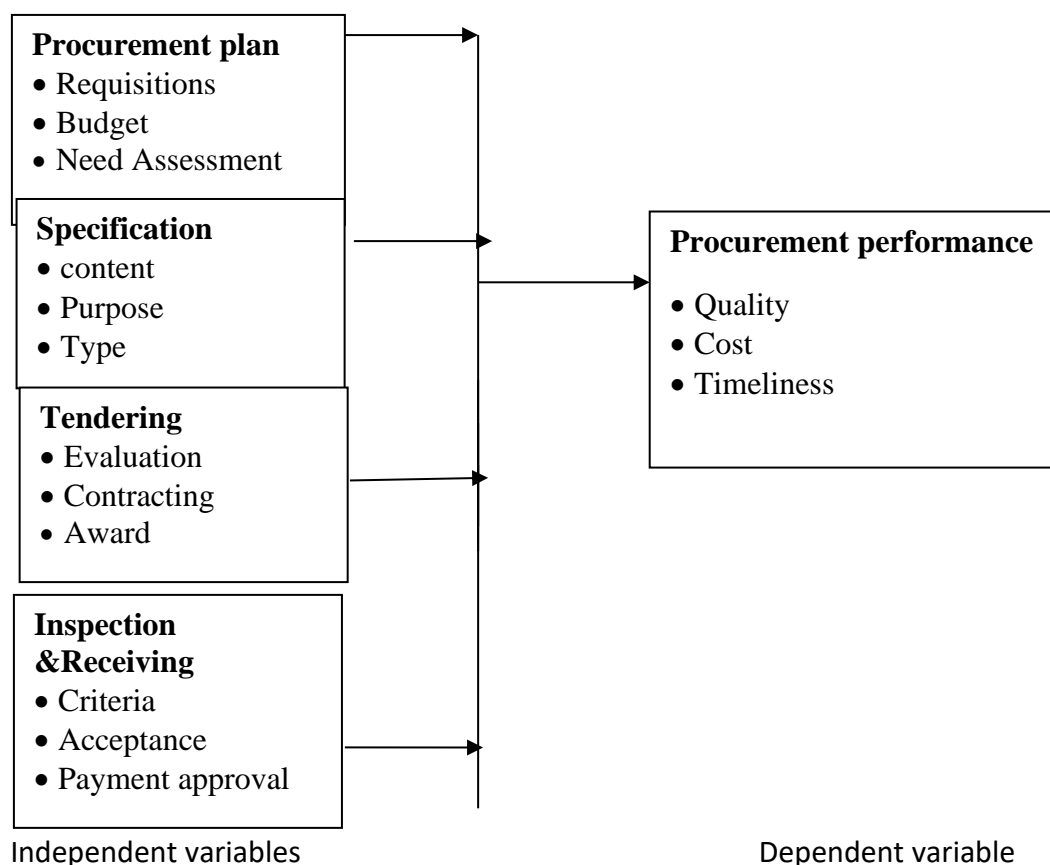 Procurement plan
• Requisitions
• Budget
• Need Assessment
Specification
• content
• Purpose
• Type
Tendering
• Evaluation
• Contracting
• Award
Inspection
&Receiving
• Criteria
• Acceptance
• Payment approval
Independent variables
Procurement performance
• Quality
• Cost
• Timeliness
Dependent variable